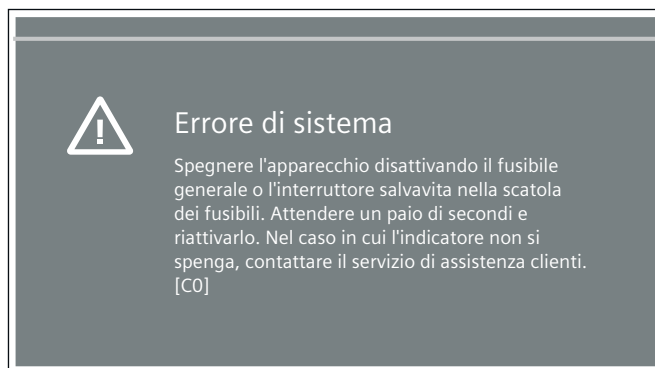 Errore di sistema
Spegnere l'apparecchio disattivando il fusibile
generale o l'interruttore salvavita nella scatola
dei fusibili. Attendere un paio di secondi e
riattivarlo. Nel caso in cui l'indicatore non si
spenga, contattare il servizio di assistenza clienti.
[C0]